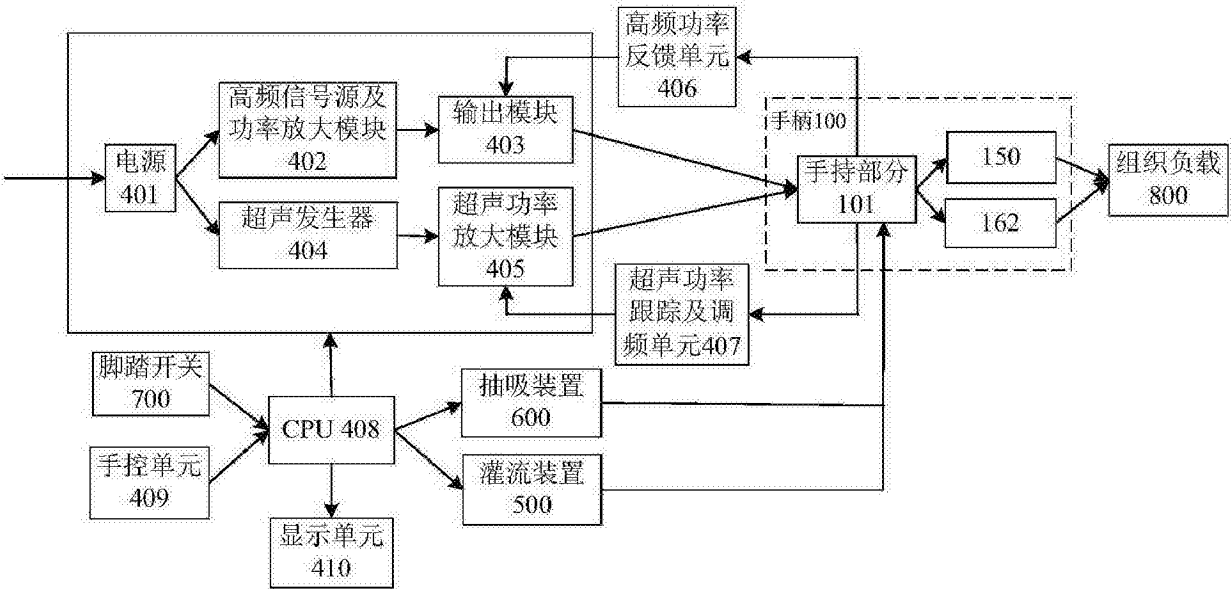 高频功率
反馈单元
406
高频信号源及
功率放大模块
402
输出模块
403
手柄100
电源
401
手持部分
101
150
162
组织负载
800
超声发生器
404
超声功率
放大模块
405
超声功率
跟踪及调
频单元407
脚踏开关
700
CPU 408
抽吸装置
600
手控单元
409
灌流装置
500
显示单元
410